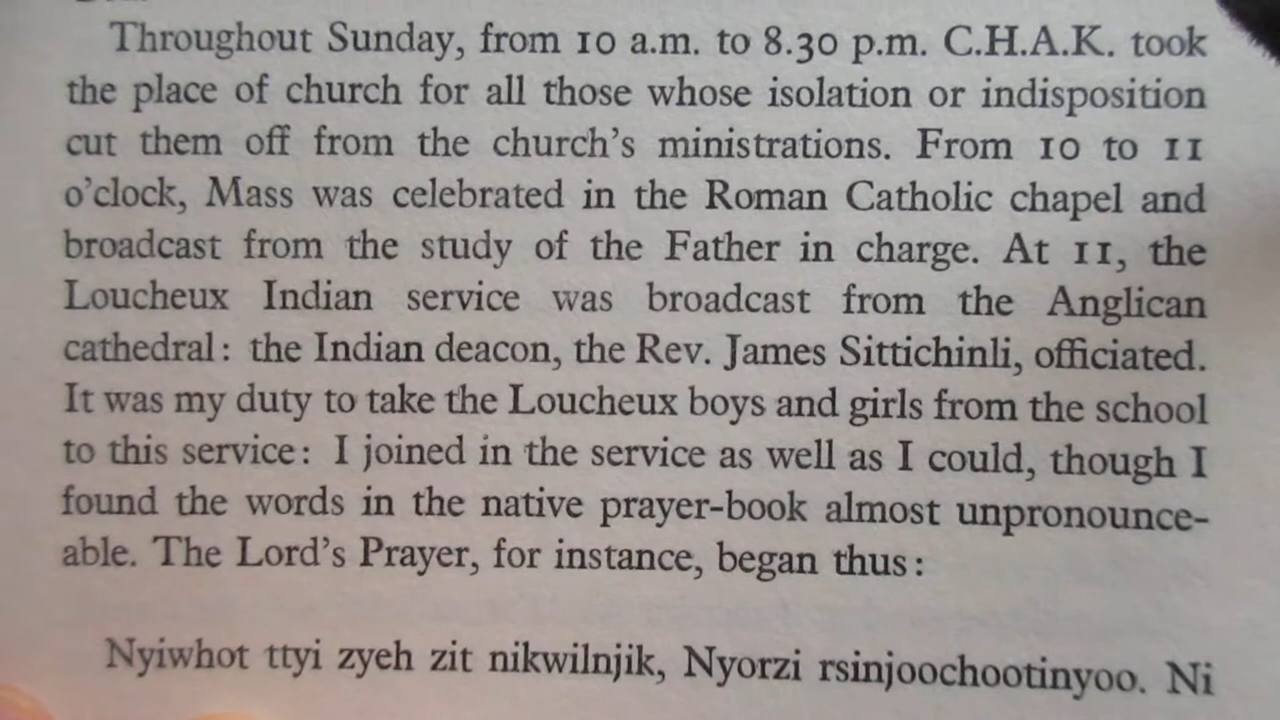 Throughout Sunday, from 10 a.m. to 8.30 p.m. C.H.A.K. took
the place of church for all those whose isolation or indisposition
cut them off from the church's ministrations. From 10 to 11
o'clock, Mass was celebrated in the Roman Catholic chapel and
broadcast from the study of the Father in charge. At 11, the
Loucheux Indian service was broadcast from the Anglican
cathedral: the Indian deacon, the Rev. James Sittichinli, officiated.
It was my duty to take the Loucheux boys and girls from the school
to this service: I joined in the service as well as I could, though I
found the words in the native prayer-book almost unpronounce-
able. The Lord's Prayer, for instance, began thus:
Nyiwhot ttyi zyeh zit nikwilnjik, Nyorzi rsinjoochootinyoo. Ni